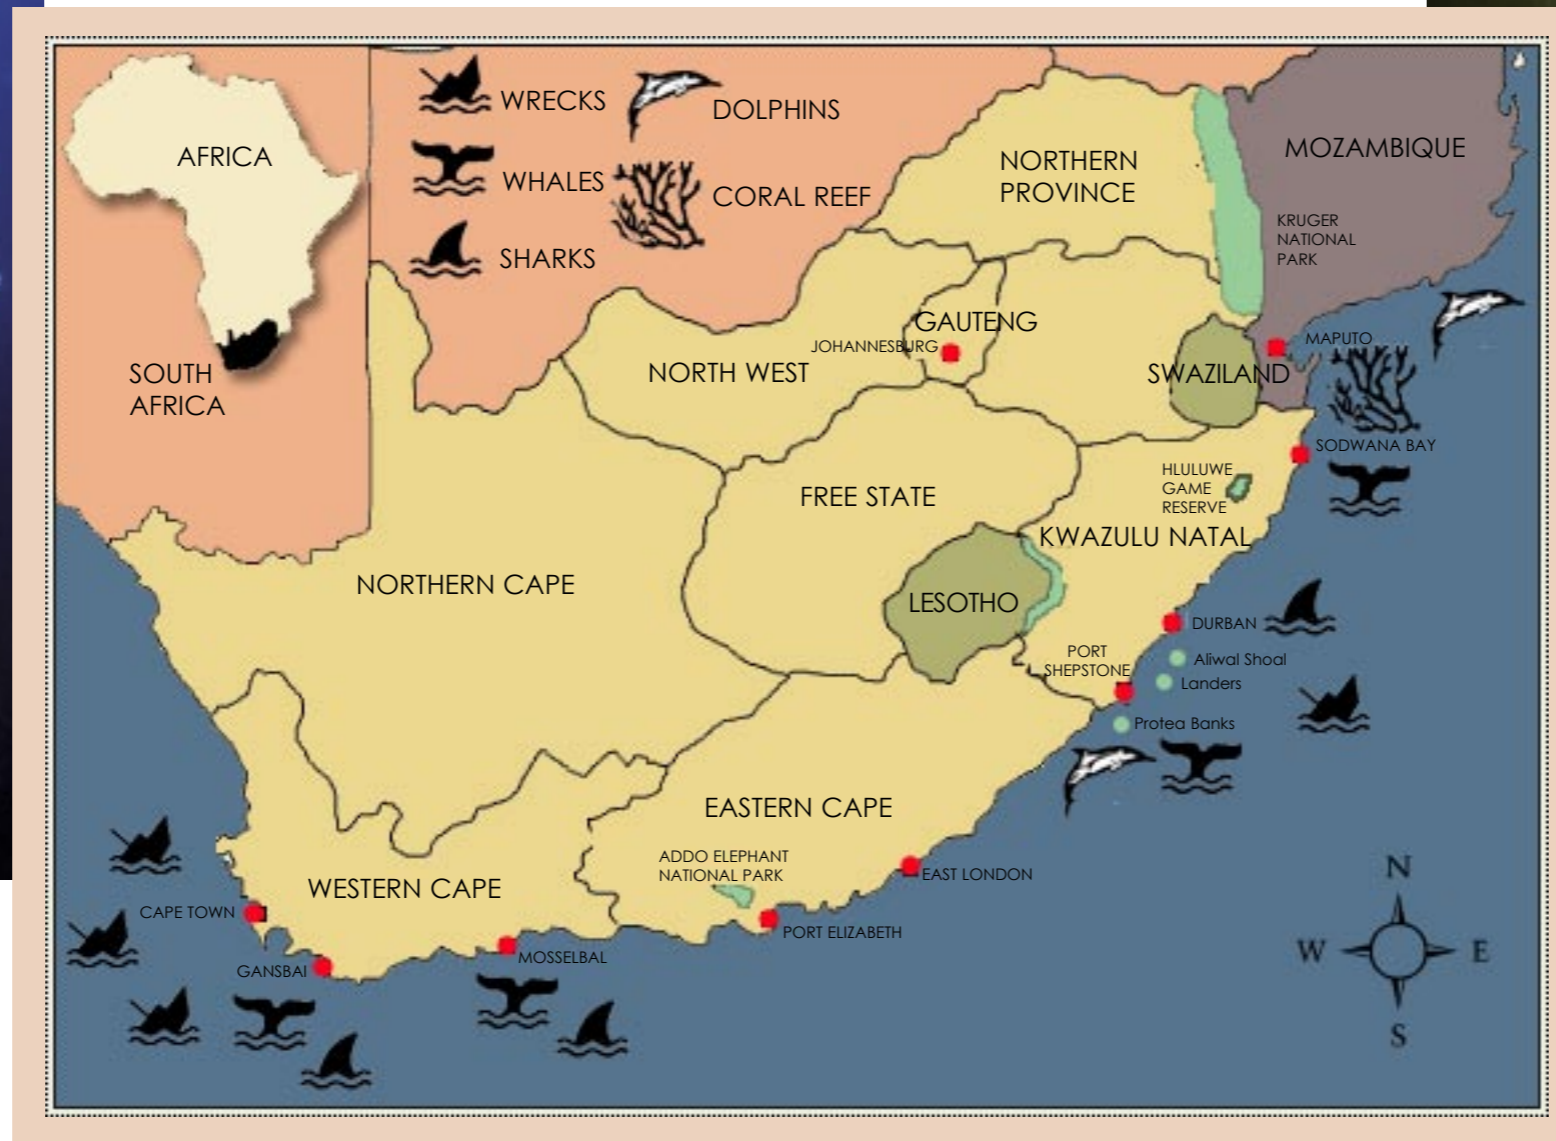 AFRICA
SOUTH
AFRICA
WRECKS
DOLPHINS
WHALES
CORAL REEF
SHARKS
NORTHERN
PROVINCE
MOZAMBIQUE
KRUGER
NATIONAL
PARK
GAUTENG
JOHANNESBURG
NORTH WEST
MAPUTO
SWAZILAND
SODWANA BAY
HLULUWE
GAME
RESERVE
FREE STATE
KWAZULU NATAL
NORTHERN CAPE
LESOTHO
DURBAN
PORT
SHEPSTONE
Aliwal Shoal
Landers
Protea Banks
EASTERN CAPE
ADDO ELEPHANT
NATIONAL PARK
EAST LONDON
WESTERN CAPE
CAPE TOWN
PORT ELIZABETH
MOSSELBAL
GANSBAI
N
W
E
S